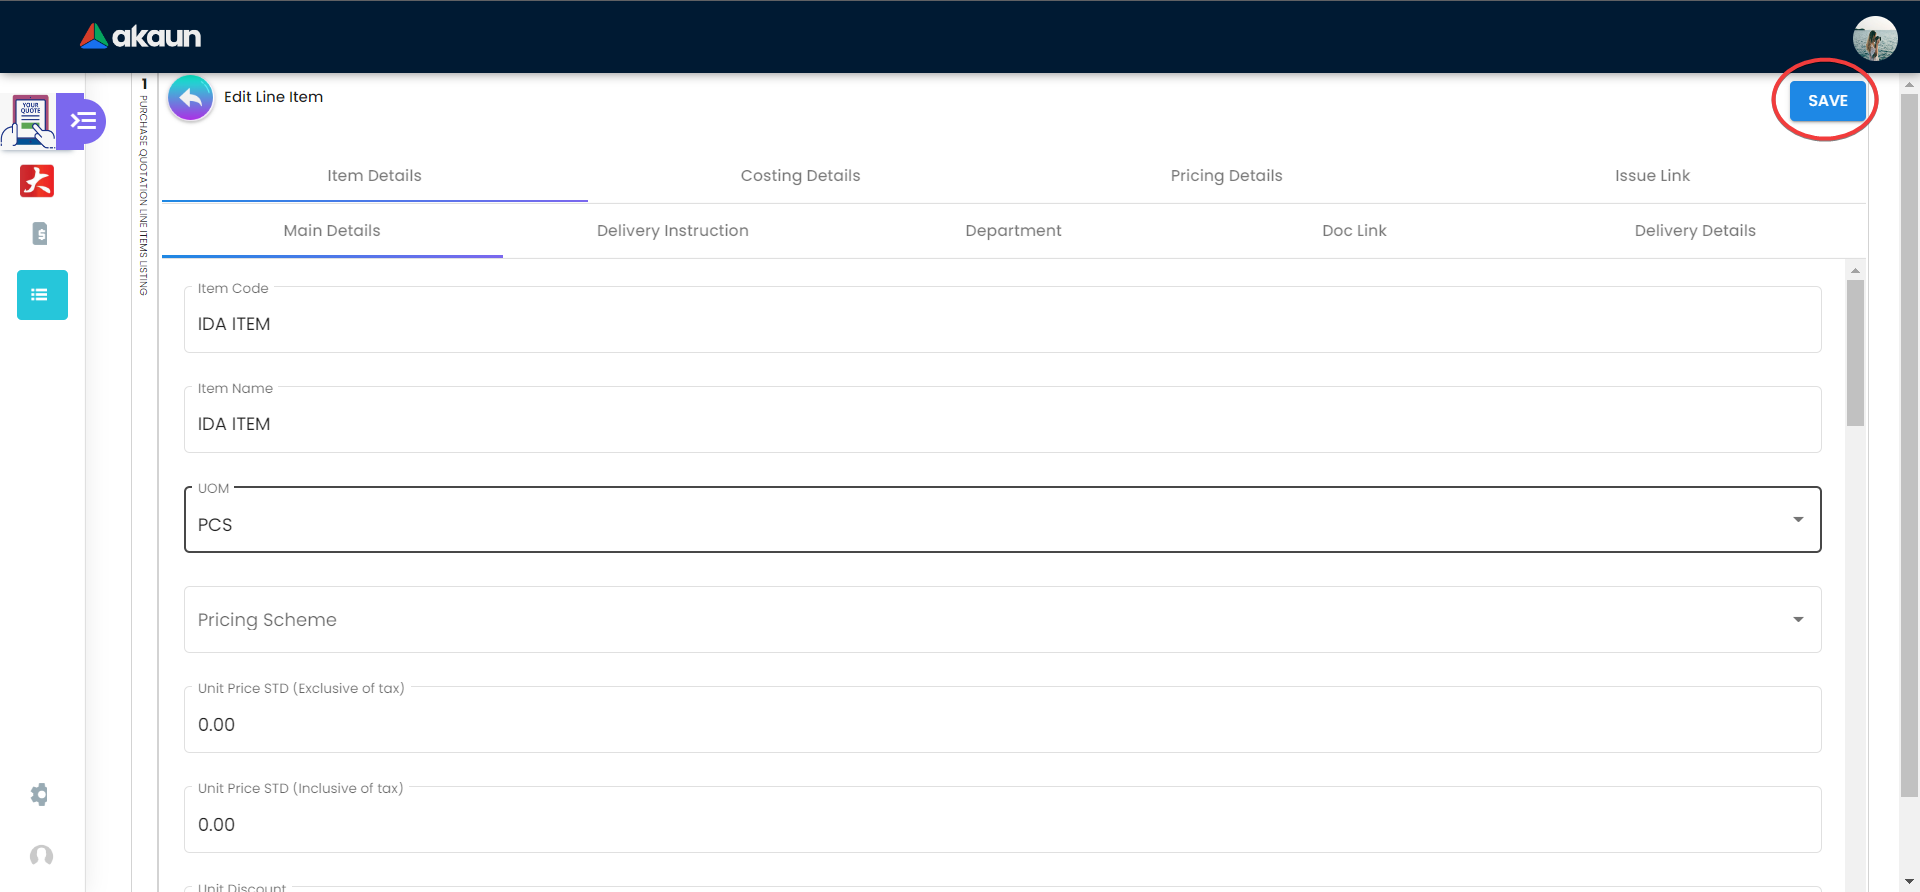 akaun
YOUR
QUOTE
1
PURCHASE QUOTATION LINE ITEMS LISTING
Edit Line Item
SAVE
Item Details
Costing Details
Pricing Details
Issue Link
Main Details
Delivery Instruction
Department
Doc Link
Delivery Details
Item Code
IDA ITEM
Item Name
IDA ITEM
UOM
PCS
Pricing Scheme
Unit Price STD (Exclusive of tax)
0.00
Unit Price STD (Inclusive of tax)
0.00
Unit Discount